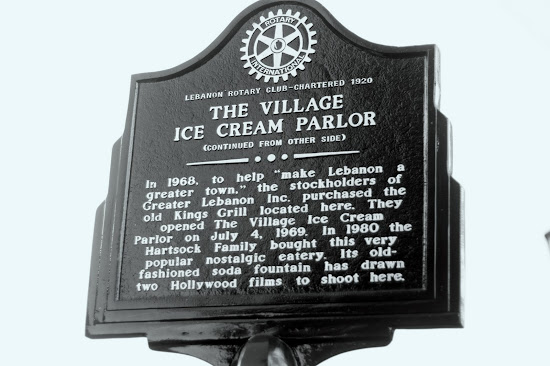 ROTARY
INTERNATIONAL
LEBANON ROTARY CLUB-CHARTERED 1920
THE VILLAGE
ICE CREAM PARLOR
(CONTINUED FROM OTHER SIDE)
In 1968, to help "make Lebanon a
greater town," the stockholders of
Greater Lebanon Inc. purchased the
old Kings Grill located here. They
opened The Village Ice Cream
Parlor on July 4, 1969. In 1980 the
Hartsock Family bought this very
popular nostalgic eatery. Its old-
fashioned soda fountain has drawn
two Hollywood films to shoot here.